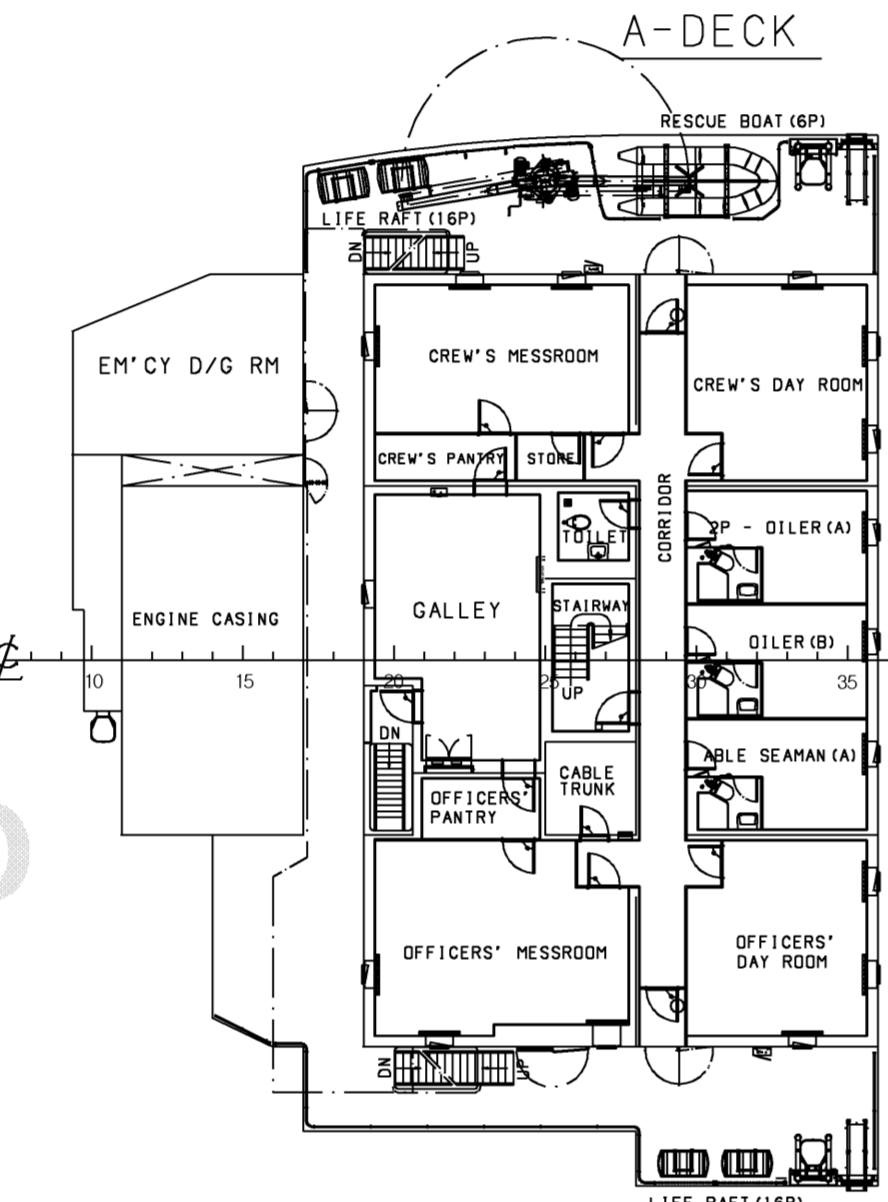 A-DECK
RESCUE BOAT (6P)
LIFE RAFT (16P)
DN
UP
EM'CY D/G RM
CREW'S MESSROOM
CREW'S DAY ROOM
CREW'S PANTRY
STORE
CORRIDOR
TOILET
2P - OILER (A)
ENGINE CASING
GALLEY
STAIRWAY
OILER (B)
10
15
20
25
30
35
UP
DN
ABLE SEAMAN (A)
CABLE
TRUNK
OFFICERS'
PANTRY
OFFICERS' MESSROOM
OFFICERS'
DAY ROOM
DN
UP
LIFE RAFT (16P)